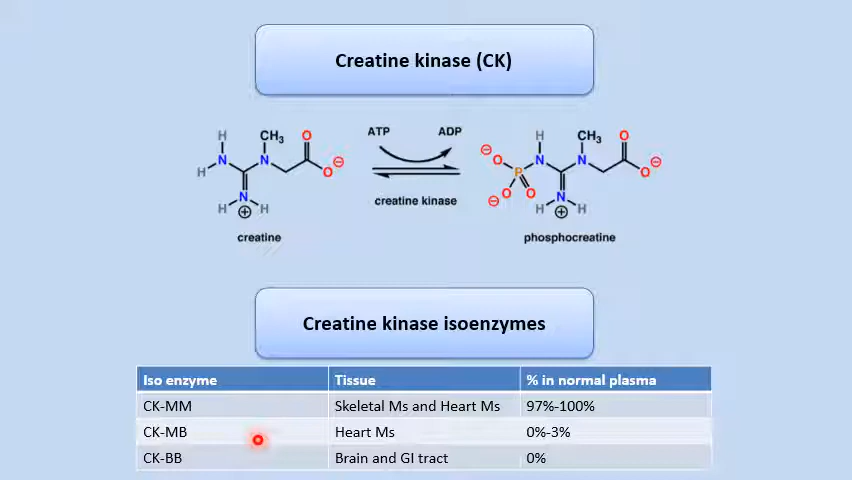 Creatine kinase (CK)
H CH₃ O ATP ADP H CH₃ O
H N N O⊖ ⊖O N N O⊖
H P
H N H creatine kinase ⊖O O H N H
⊕ ⊕
creatine phosphocreatine
Creatine kinase isoenzymes
Iso enzyme Tissue % in normal plasma
CK-MM Skeletal Ms and Heart Ms 97%-100%
CK-MB Heart Ms 0%-3%
CK-BB Brain and GI tract 0%